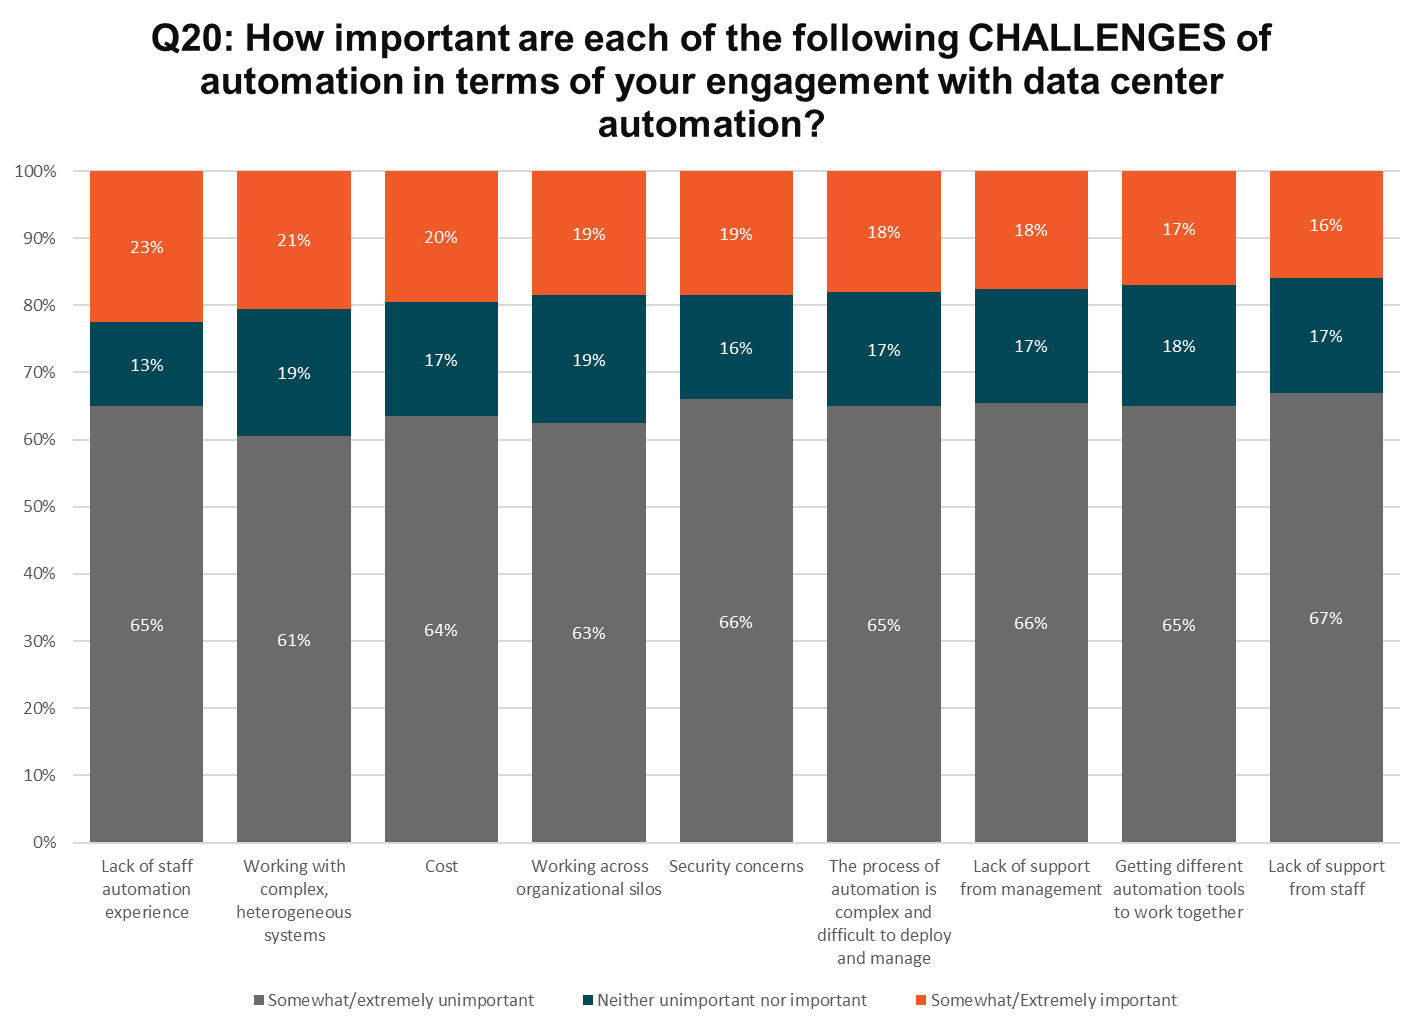 Q20: How important are each of the following CHALLENGES of
automation in terms of your engagement with data center
automation?
100%
90%
80%
70%
60%
50%
40%
30%
20%
10%
0%
23%
21%
20%
19%
19%
18%
18%
17%
16%
13%
19%
17%
19%
16%
17%
17%
18%
17%
65%
61%
64%
63%
66%
65%
66%
65%
67%
Lack of staff
automation
experience
Working with
complex,
heterogeneous
systems
Cost
Working across
organizational silos
Security concerns
The process of
automation is
complex and
difficult to deploy
and manage
Lack of support
from management
Getting different
automation tools
to work together
Lack of support
from staff
Somewhat/extremely unimportant
Neither unimportant nor important
Somewhat/Extremely important